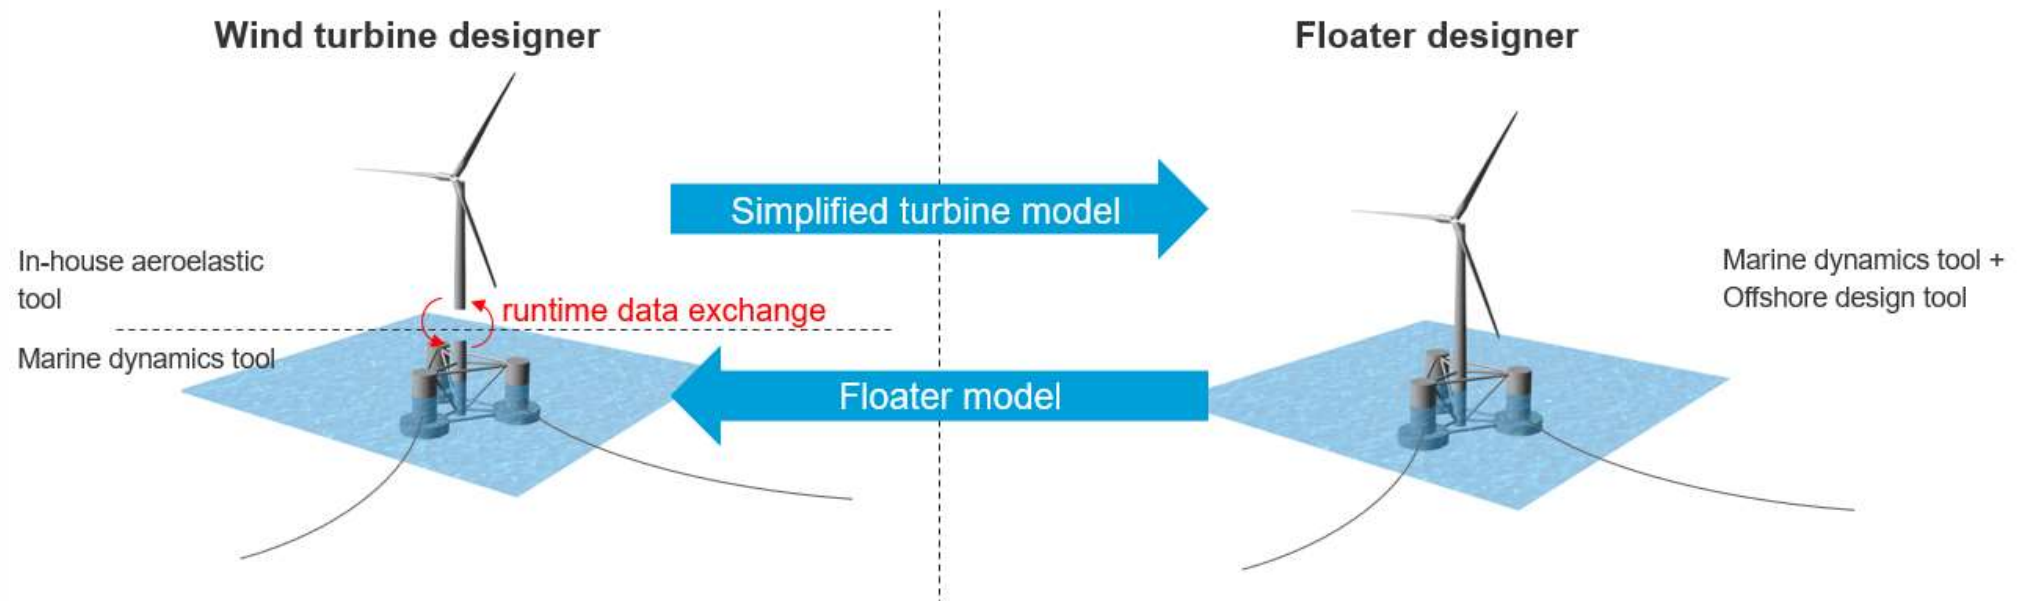 Wind turbine designer
Floater designer
Simplified turbine model
In-house aeroelastic
tool
runtime data exchange
Marine dynamics tool
Floater model
Marine dynamics tool +
Offshore design tool